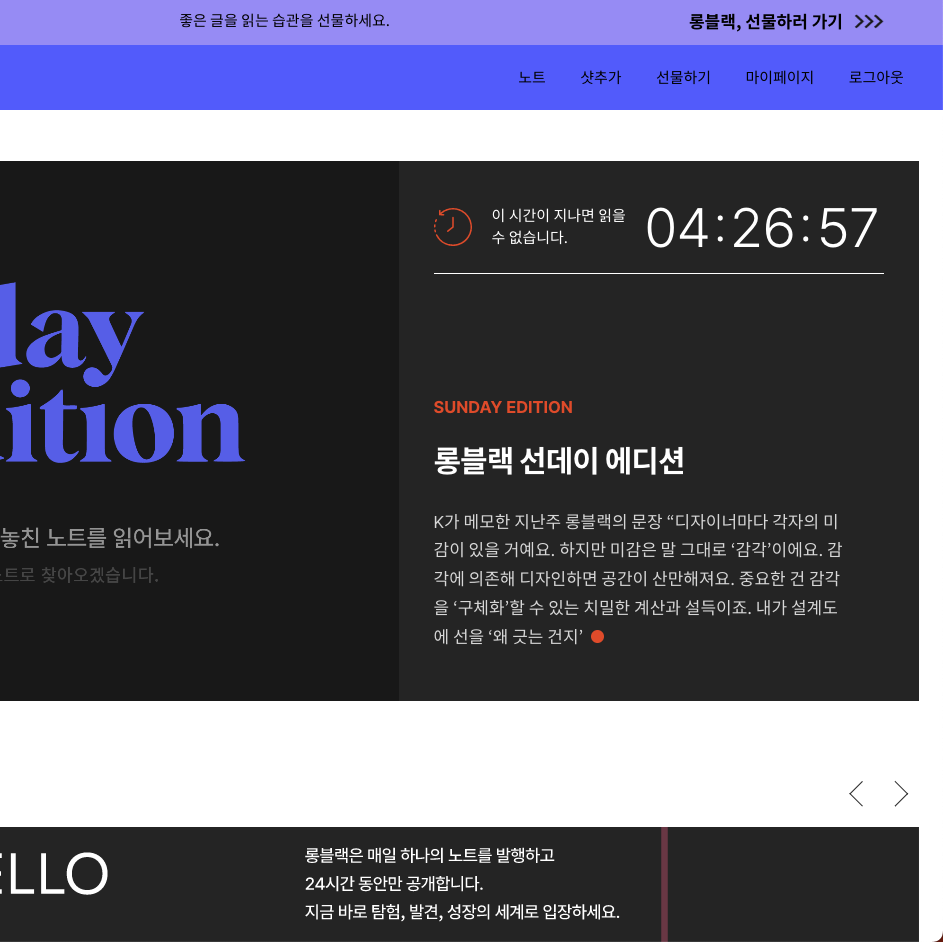 좋은 글을 읽는 습관을 선물하세요.
롱블랙, 선물하러 가기
노트 샷추가 선물하기 마이페이지 로그아웃
이 시간이 지나면 읽을
수 없습니다.
04:26:57
day
ition
놓친 노트를 읽어보세요.
노트로 찾아오겠습니다.
SUNDAY EDITION
롱블랙 선데이 에디션
K가 메모한 지난주 롱블랙의 문장 “디자이너마다 각자의 미
감이 있을 거예요. 하지만 미감은 말 그대로 ‘감각’이에요. 감
각에 의존해 디자인하면 공간이 산만해져요. 중요한 건 감각
을 ‘구체화’할 수 있는 치밀한 계산과 설득이죠. 내가 설계도
에 선을 ‘왜 긋는 건지’
ELLO
롱블랙은 매일 하나의 노트를 발행하고
24시간 동안만 공개합니다.
지금 바로 탐험, 발견, 성장의 세계로 입장하세요.